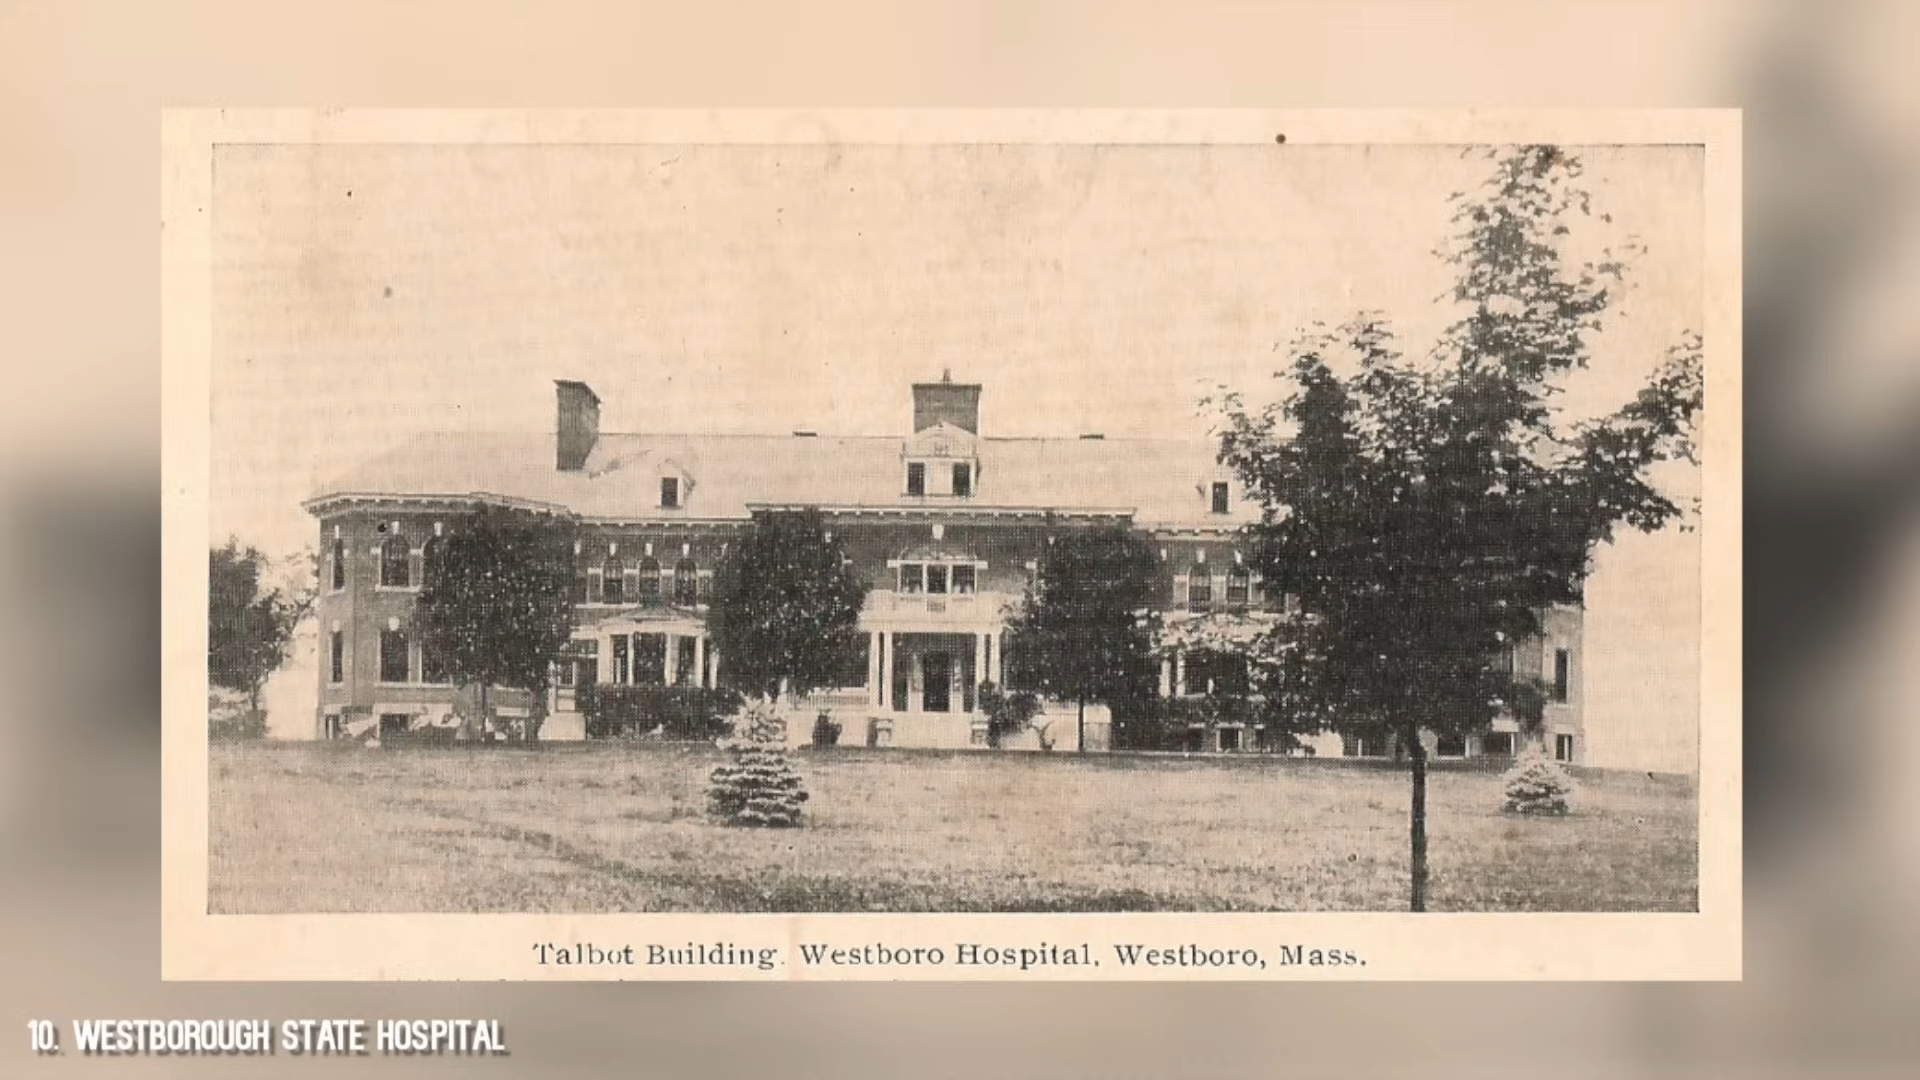 Talbot Building. Westboro Hospital. Westboro, Mass.
10. WESTBOROUGH STATE HOSPITAL